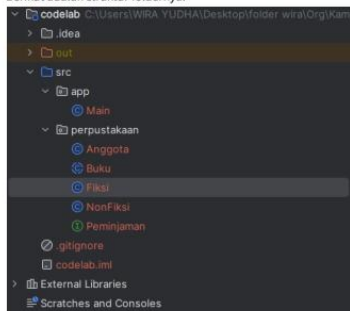 codelab C:\Users\WIRA YUDHA\Desktop\folder wira\Org\Kam
.idea
out
src
app
Main
perpustakaan
Anggota
Buku
Fiksi
NonFiksi
Peminjaman
.gitignore
codelab.iml
External Libraries
Scratches and Consoles